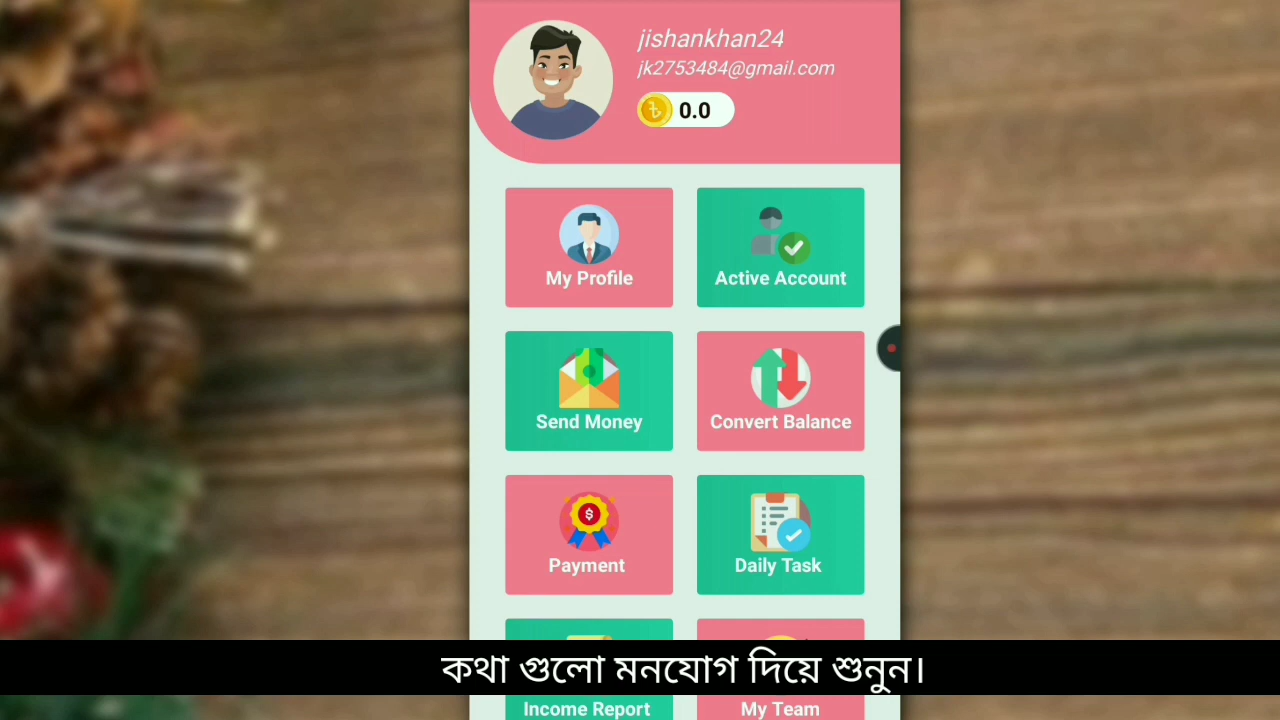 jishankhan24
jk2753484@gmail.com
৳ 0.0
My Profile
Active Account
Send Money
Convert Balance
$
Payment
Daily Task
কথা গুলো মনযোগ দিয়ে শুনুন।
Income Report
My Team